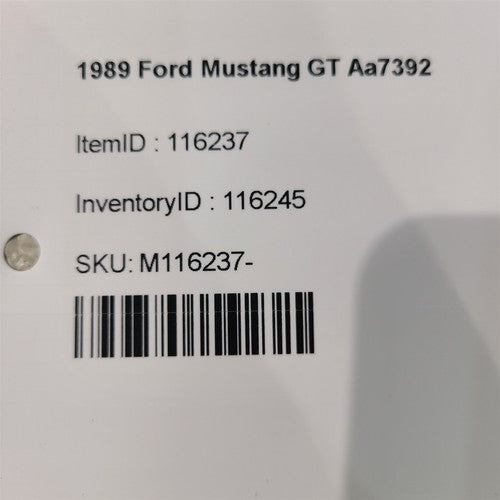 1989 Ford Mustang GT Aa7392
ItemID : 116237
InventoryID : 116245
SKU: M116237-